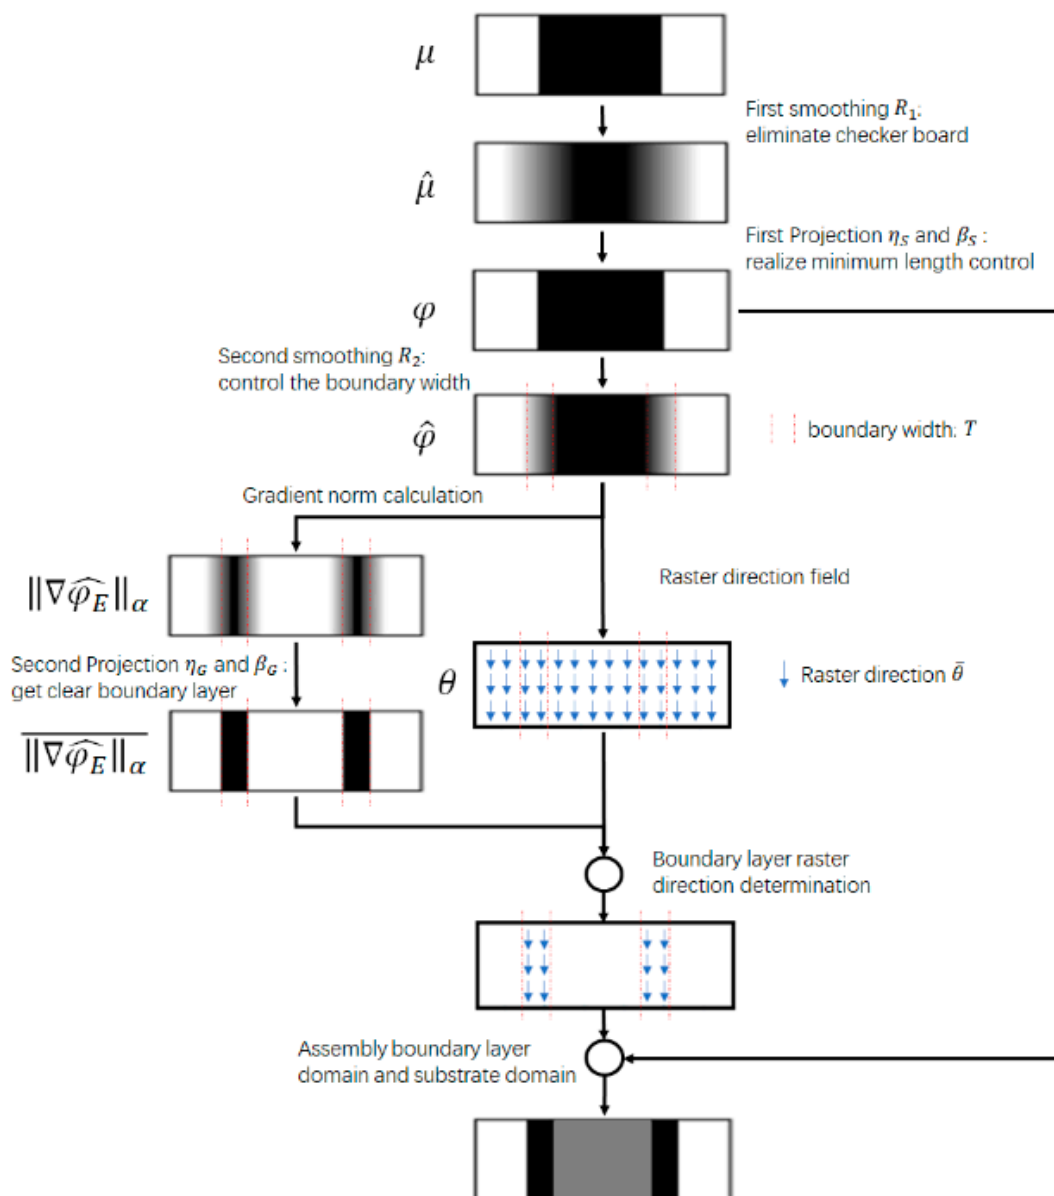 μ
First smoothing R₁:
eliminate checker board
μ̂
First Projection η_S and β_S :
realize minimum length control
φ
Second smoothing R₂:
control the boundary width
φ̂
boundary width: T
Gradient norm calculation
‖∇φ̂_E‖_α
Raster direction field
Second Projection η_G and β_G :
get clear boundary layer
θ
Raster direction θ̄
‖∇φ̂_E‖_α
Boundary layer raster
direction determination
Assembly boundary layer
domain and substrate domain